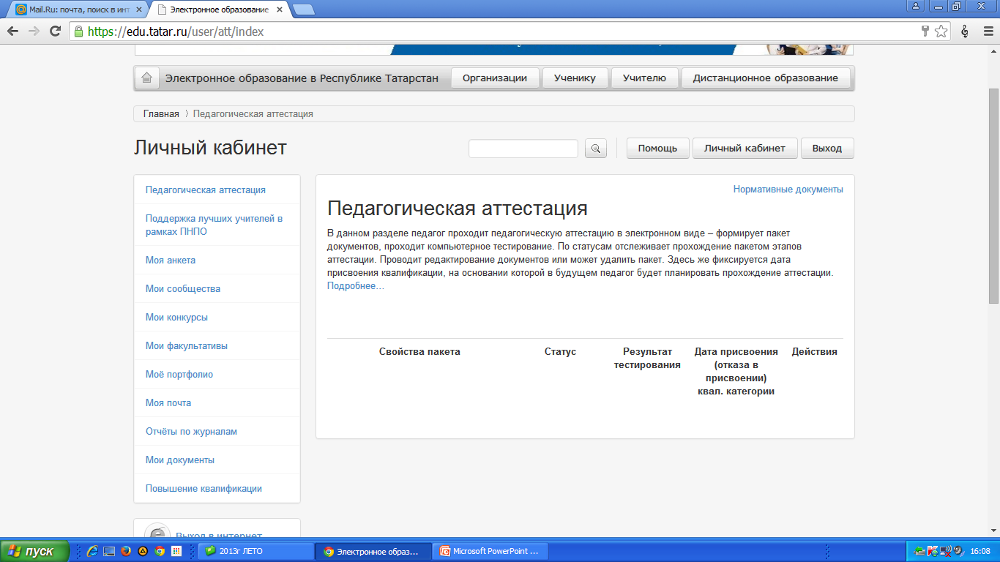 Mail.Ru: почта, поиск в инт
Электронное образование
https://edu.tatar.ru/user/att/index
Электронное образование в Республике Татарстан
Организации
Ученику
Учителю
Дистанционное образование
Главная 〉Педагогическая аттестация
Личный кабинет
Помощь
Личный кабинет
Выход
Педагогическая аттестация
Поддержка лучших учителей в
рамках ПНПО
Моя анкета
Мои сообщества
Мои конкурсы
Мои факультативы
Моё портфолио
Моя почта
Отчёты по журналам
Мои документы
Повышение квалификации
Выход в интернет
Нормативные документы
Педагогическая аттестация
В данном разделе педагог проходит педагогическую аттестацию в электронном виде – формирует пакет
документов, проходит компьютерное тестирование. По статусам отслеживает прохождение пакетом этапов
аттестации. Проводит редактирование документов или может удалить пакет. Здесь же фиксируется дата
присвоения квалификации, на основании которой в будущем педагог будет планировать прохождение аттестации.
Подробнее…
Свойства пакета
Статус
Результат
тестирования
Дата присвоения
(отказа в
присвоении)
квал. категории
Действия
пуск
2013г ЛЕТО
Электронное образ...
Microsoft PowerPoint ...
16:08